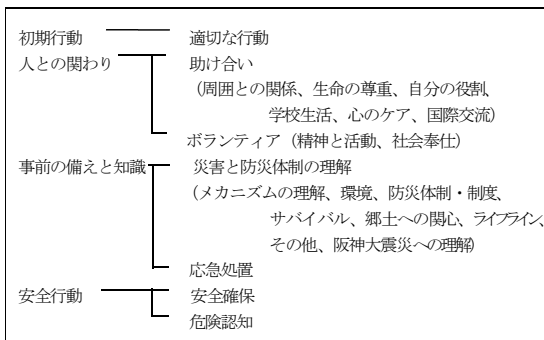 初期行動 適切な行動
人との関わり 助け合い
(周囲との関係、生命の尊重、自分の役割、
学校生活、心のケア、国際交流)
ボランティア（精神と活動、社会奉仕）
事前の備えと知識 災害と防災体制の理解
(メカニズムの理解、環境、防災体制・制度、
サバイバル、郷土への関心、ライフライン、
その他、阪神大震災への理解)
応急処置
安全行動 安全確保
危険認知